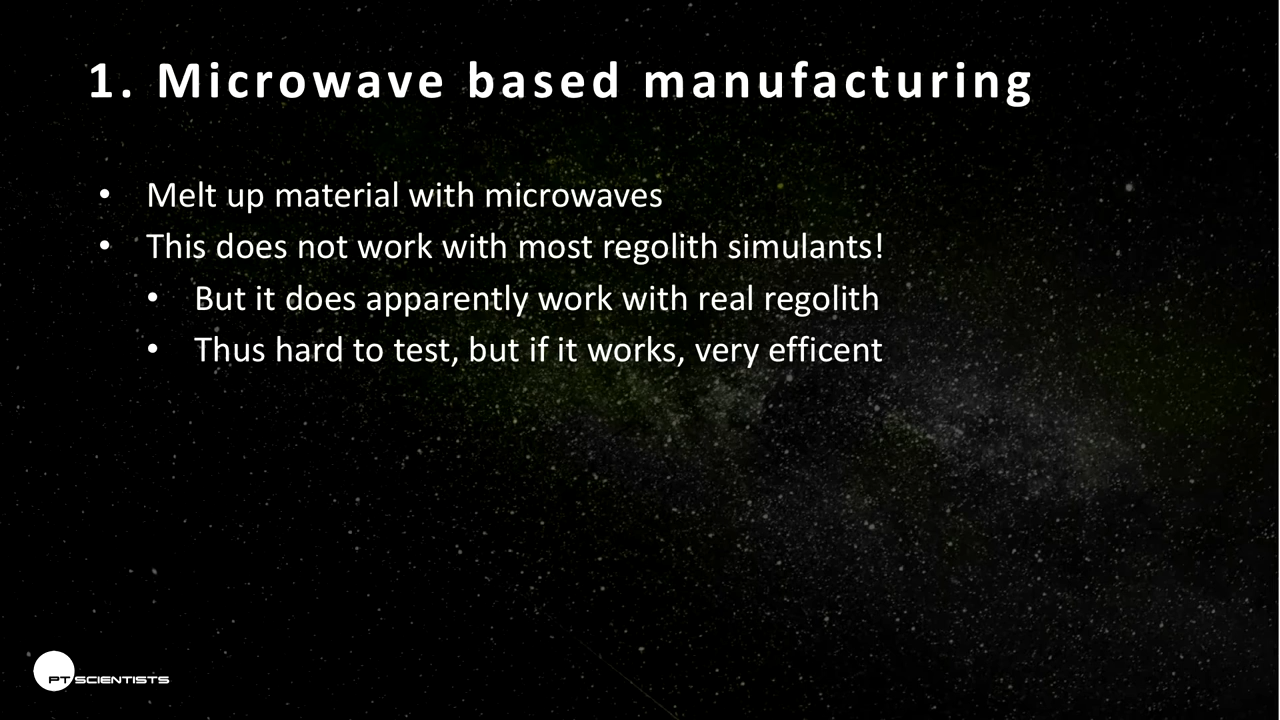 1. Microwave based manufacturing
• Melt up material with microwaves
• This does not work with most regolith simulants!
• But it does apparently work with real regolith
• Thus hard to test, but if it works, very efficent
PT SCIENTISTS